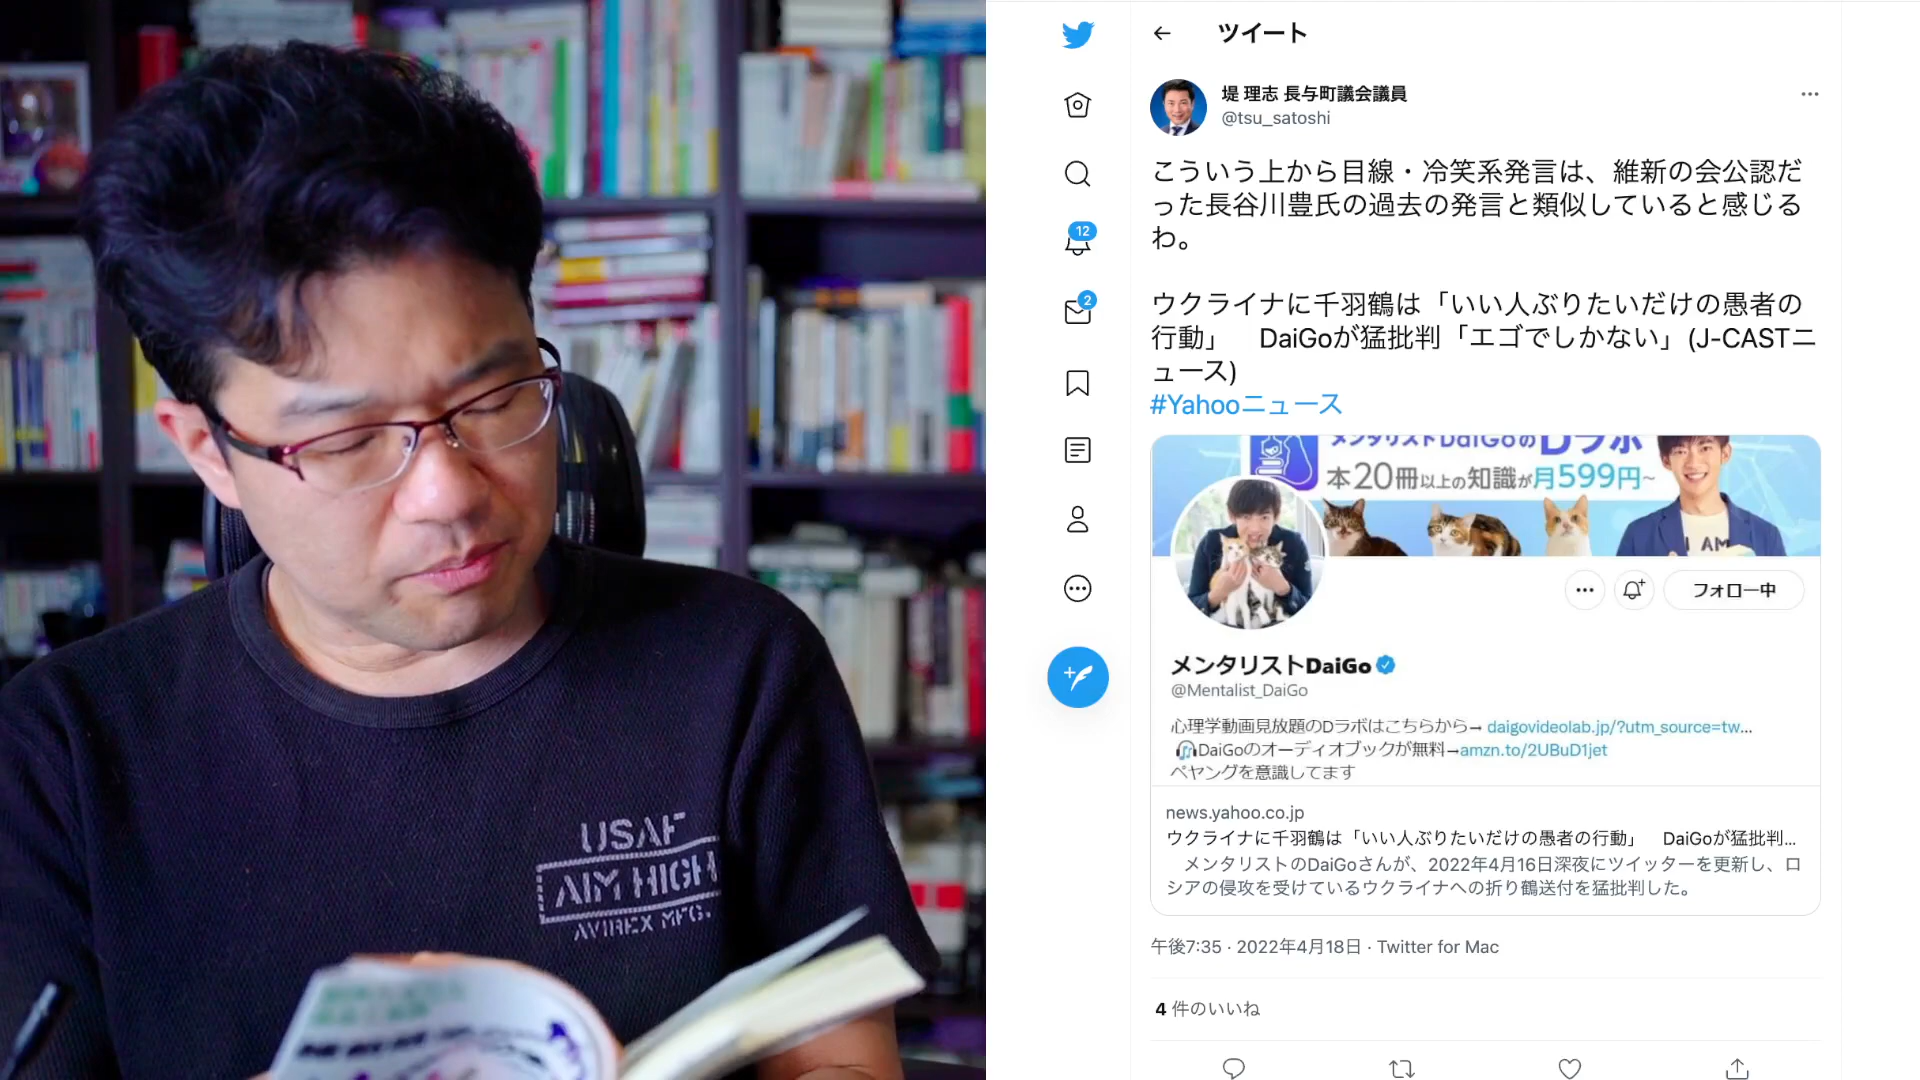 USAF
AIM HIGH
AVIREX MFG.
ツイート
堤 理志 長与町議会議員
@tsu_satoshi
こういう上から目線・冷笑系発言は、維新の会公認だ
った長谷川豊氏の過去の発言と類似していると感じる
わ。
ウクライナに千羽鶴は「いい人ぶりたいだけの愚者の
行動」　DaiGoが猛批判「エゴでしかない」(J-CASTニ
ュース)
#Yahooニュース
12
2
メンタリストDaiGoのDラボ
本20冊以上の知識が月599円~
I AM
フォロー中
メンタリストDaiGo
@Mentalist_DaiGo
心理学動画見放題のDラボはこちらから→ daigovideolab.jp/?utm_source=tw...
DaiGoのオーディオブックが無料→amzn.to/2UBuD1jet
ペヤングを意識してます
news.yahoo.co.jp
ウクライナに千羽鶴は「いい人ぶりたいだけの愚者の行動」　DaiGoが猛批判...
メンタリストのDaiGoさんが、2022年4月16日深夜にツイッターを更新し、ロ
シアの侵攻を受けているウクライナへの折り鶴送付を猛批判した。
午後7:35 · 2022年4月18日 · Twitter for Mac
4 件のいいね